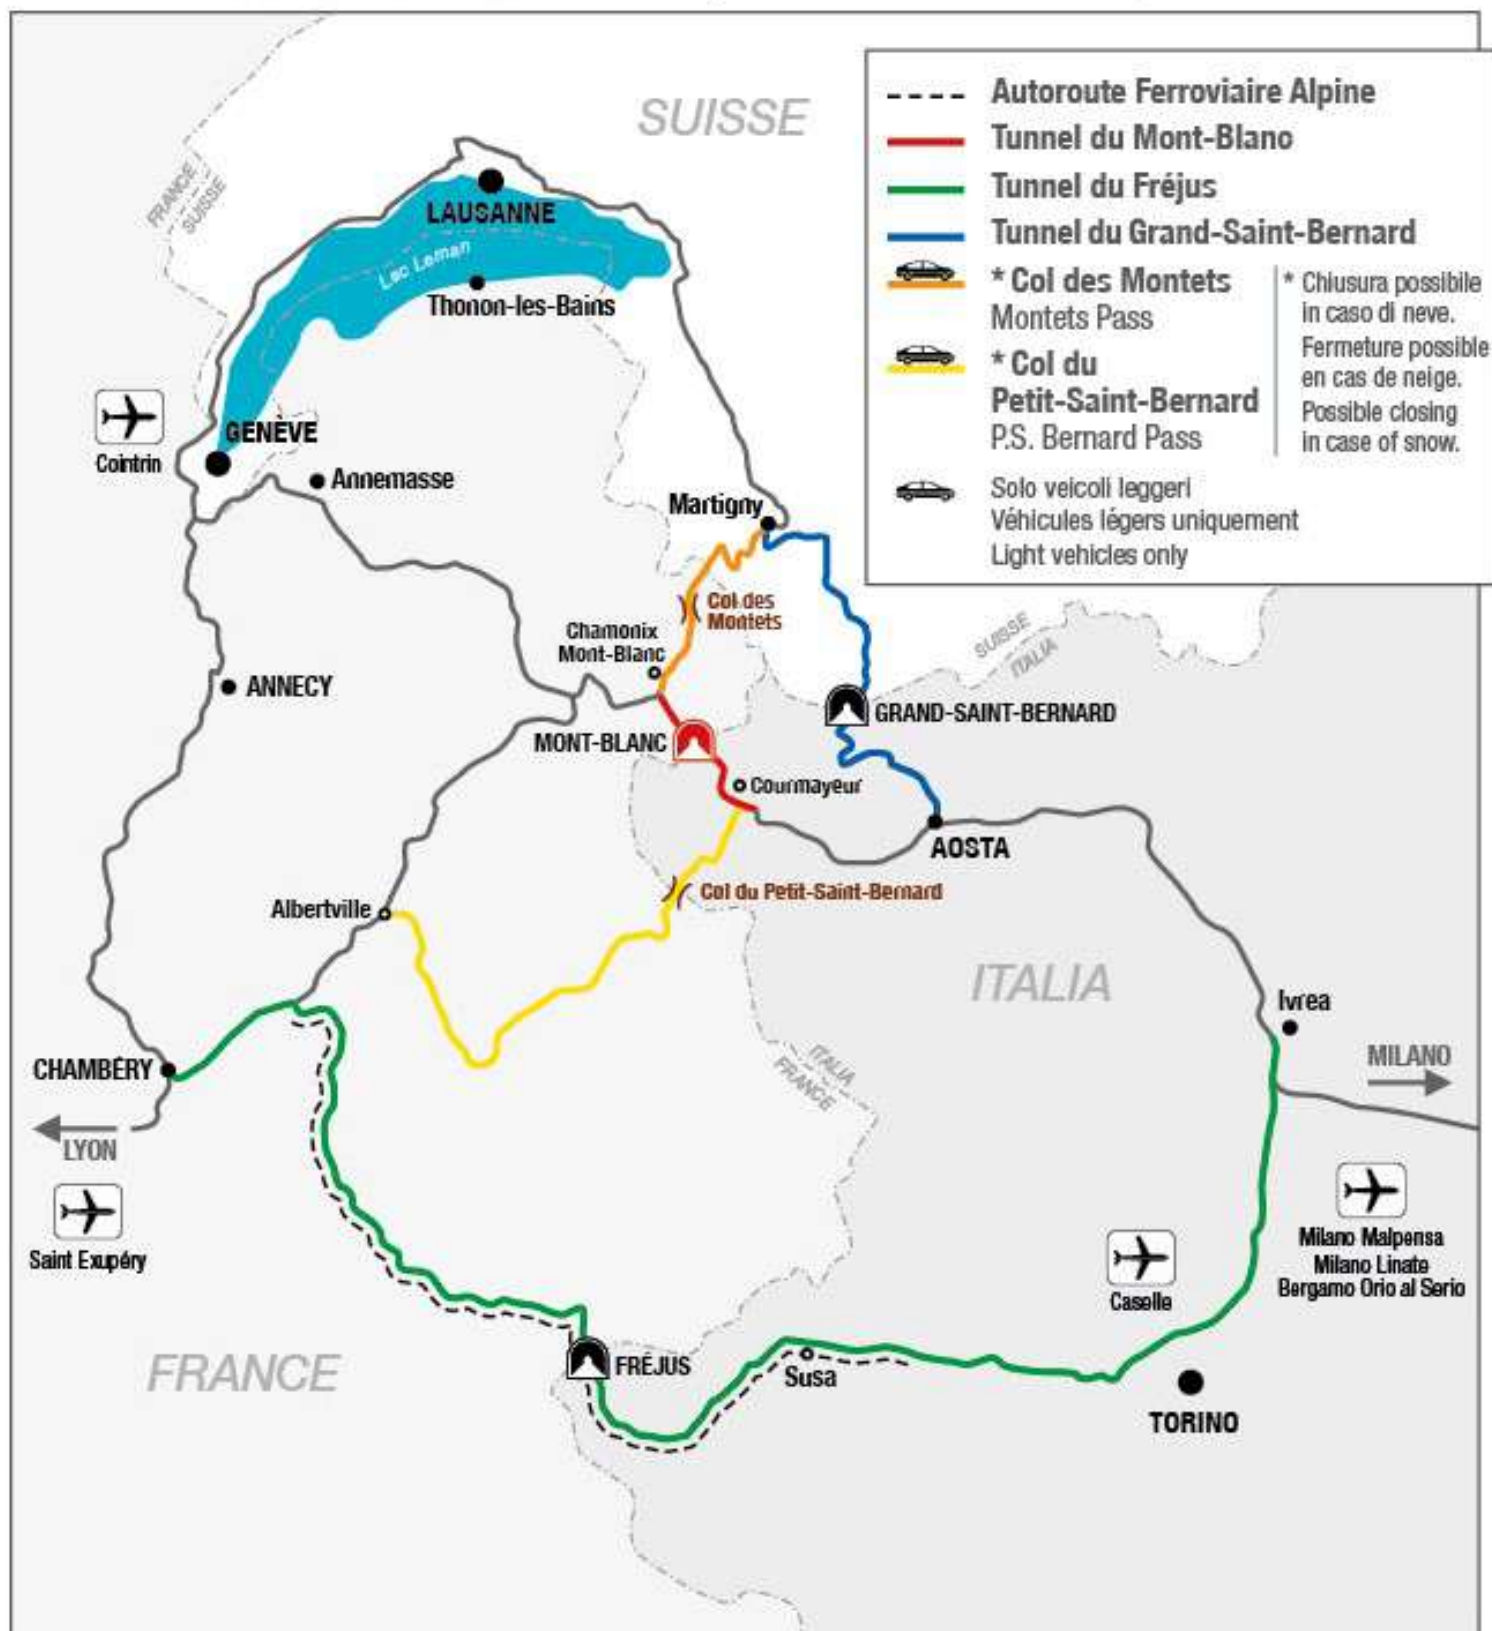 SUISSE
Autoroute Ferroviaire Alpine
Tunnel du Mont-Blanc
Tunnel du Fréjus
Tunnel du Grand-Saint-Bernard
* Col des Montets
Montets Pass
* Col du
Petit-Saint-Bernard
P.S. Bernard Pass
* Chiusura possibile
in caso di neve.
Fermeture possible
en cas de neige.
Possible closing
in case of snow.
Solo veicoli leggeri
Véhicules légers uniquement
Light vehicles only
FRANCE
SUISSE
LAUSANNE
Lac Leman
Thonon-les-Bains
GENÈVE
Cointrin
Annemasse
Martigny
Col des
Montets
Chamonix
Mont-Blanc
SUISSE
ITALIA
ANNECY
GRAND-SAINT-BERNARD
MONT-BLANC
Courmayeur
AOSTA
Col du Petit-Saint-Bernard
Albertville
ITALIA
Ivrea
MILANO
ITALIA
FRANCE
CHAMBÉRY
LYON
Saint Exupéry
Milano Malpensa
Milano Linate
Bergamo Orio al Serio
Caselle
FRÉJUS
Susa
FRANCE
TORINO